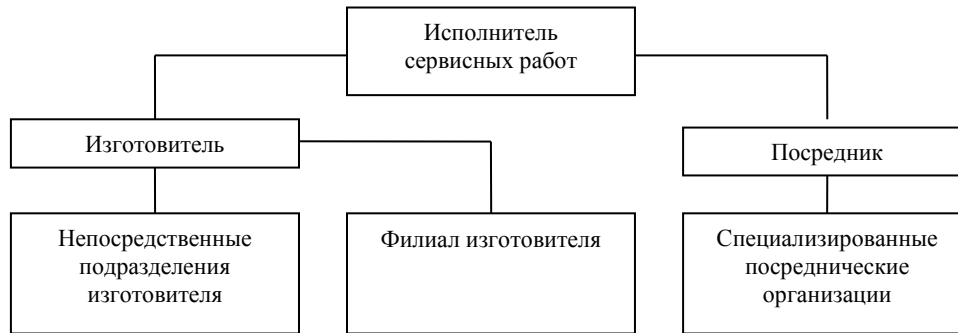 Исполнитель
сервисных работ
Изготовитель
Посредник
Непосредственные
подразделения
изготовителя
Филиал изготовителя
Специализированные
посреднические
организации